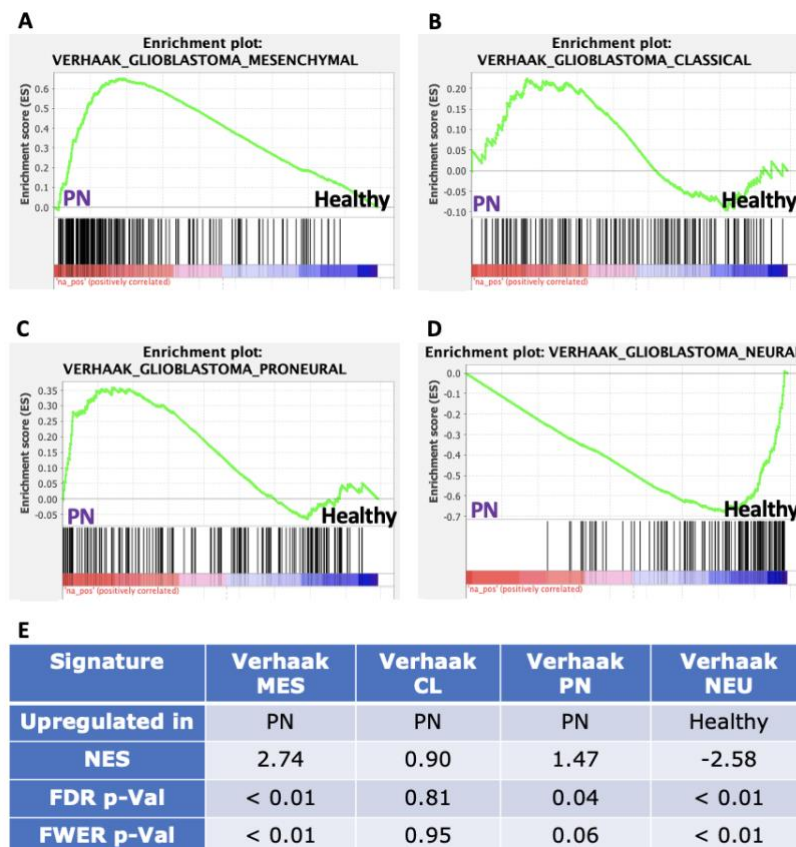 A
Enrichment plot:
VERHAAK_GLIOBLASTOMA_MESENCHYMAL
Enrichment score (ES)
0.6
0.5
0.4
0.3
0.2
0.1
0.0
PN
Healthy
'na_pos' (positively correlated)
B
Enrichment plot:
VERHAAK_GLIOBLASTOMA_CLASSICAL
Enrichment score (ES)
0.20
0.15
0.10
0.05
0.00
-0.05
-0.10
PN
Healthy
'na_pos' (positively correlated)
C
Enrichment plot:
VERHAAK_GLIOBLASTOMA_PRONEURAL
Enrichment score (ES)
0.35
0.30
0.25
0.20
0.15
0.10
0.05
0.00
-0.05
PN
Healthy
'na_pos' (positively correlated)
D
Enrichment plot: VERHAAK_GLIOBLASTOMA_NEURAL
Enrichment score (ES)
0.0
-0.1
-0.2
-0.3
-0.4
-0.5
-0.6
-0.7
PN
Healthy
'na_pos' (positively correlated)
E
Signature Verhaak MES Verhaak CL Verhaak PN Verhaak NEU
Upregulated in PN PN PN Healthy
NES 2.74 0.90 1.47 -2.58
FDR p-Val < 0.01 0.81 0.04 < 0.01
FWER p-Val < 0.01 0.95 0.06 < 0.01